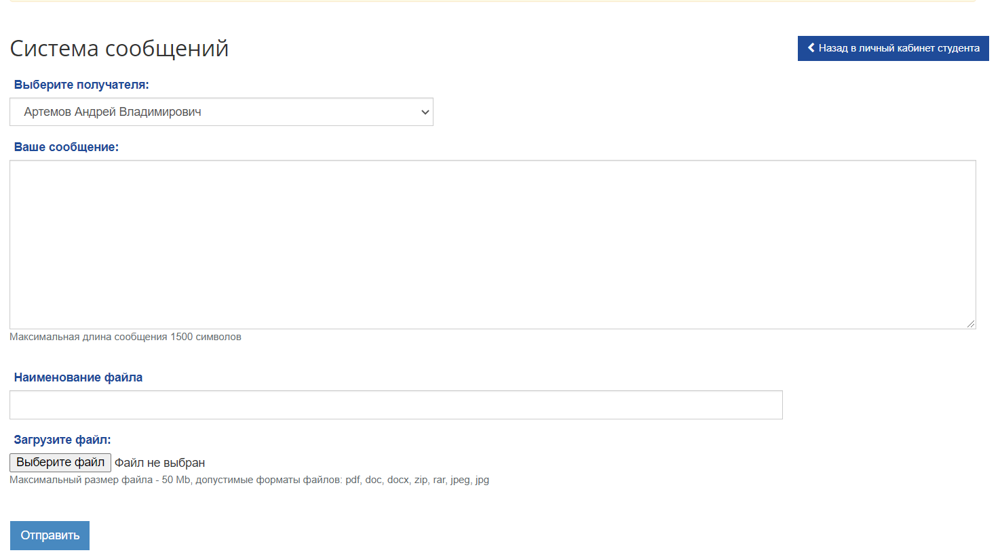 Система сообщений
Назад в личный кабинет студента
Выберите получателя:
Артемов Андрей Владимирович
Ваше сообщение:
Максимальная длина сообщения 1500 символов
Наименование файла
Загрузите файл:
Выберите файл Файл не выбран
Максимальный размер файла - 50 Mb, допустимые форматы файлов: pdf, doc, docx, zip, rar, jpeg, jpg
Отправить